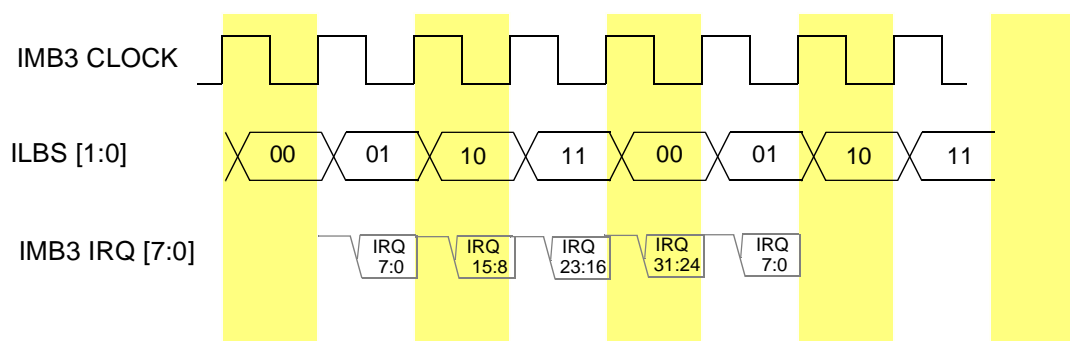 IMB3 CLOCK
ILBS [1:0] 00 01 10 11 00 01 10 11
IMB3 IRQ [7:0] IRQ IRQ IRQ IRQ IRQ
7:0 15:8 23:16 31:24 7:0